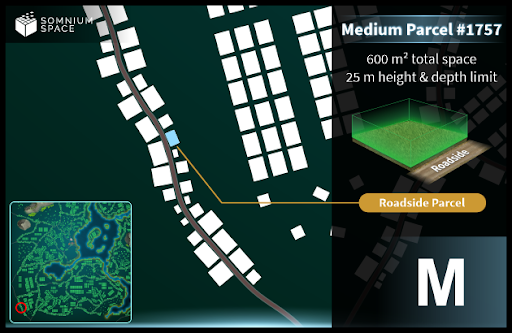 SOMNIUM
SPACE
Medium Parcel #1757
600 m² total space
25 m height & depth limit
Roadside
Roadside Parcel
M